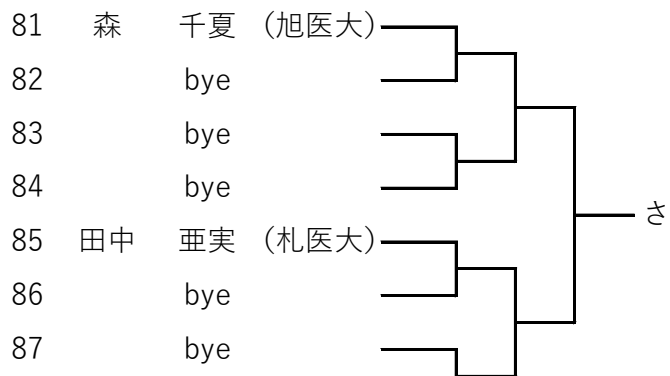 81 森 千夏 (旭医大)
82 bye
83 bye
84 bye
さ
85 田中 亜実 (札医大)
86 bye
87 bye